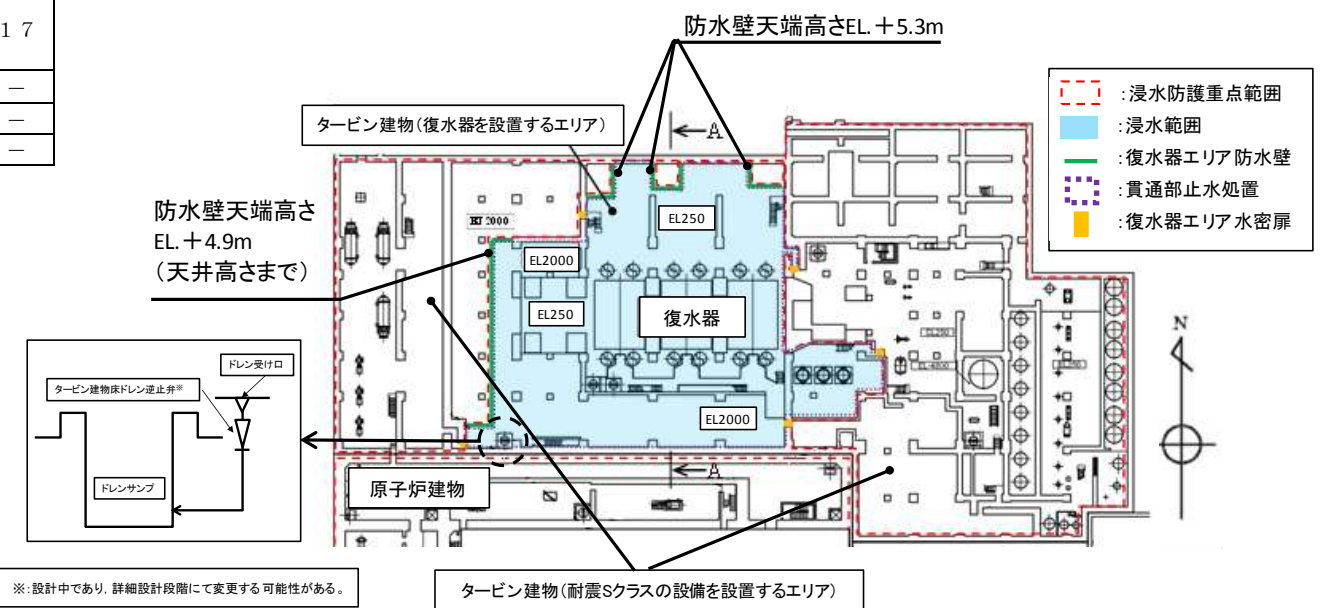 １７
－
－
－
防水壁天端高さEL.＋5.3m
タービン建物(復水器を設置するエリア)
A
:浸水防護重点範囲
:浸水範囲
:復水器エリア防水壁
:貫通部止水処置
:復水器エリア水密扉
防水壁天端高さ
EL.＋4.9m
（天井高さまで）
EL250
EL2000
EL250
復水器
EL2000
N
ドレン受け口
タービン建物床ドレン逆止弁※
ドレンサンプ
原子炉建物
A
※:設計中であり，詳細設計段階にて変更する可能性がある。
タービン建物(耐震Sクラスの設備を設置するエリア)